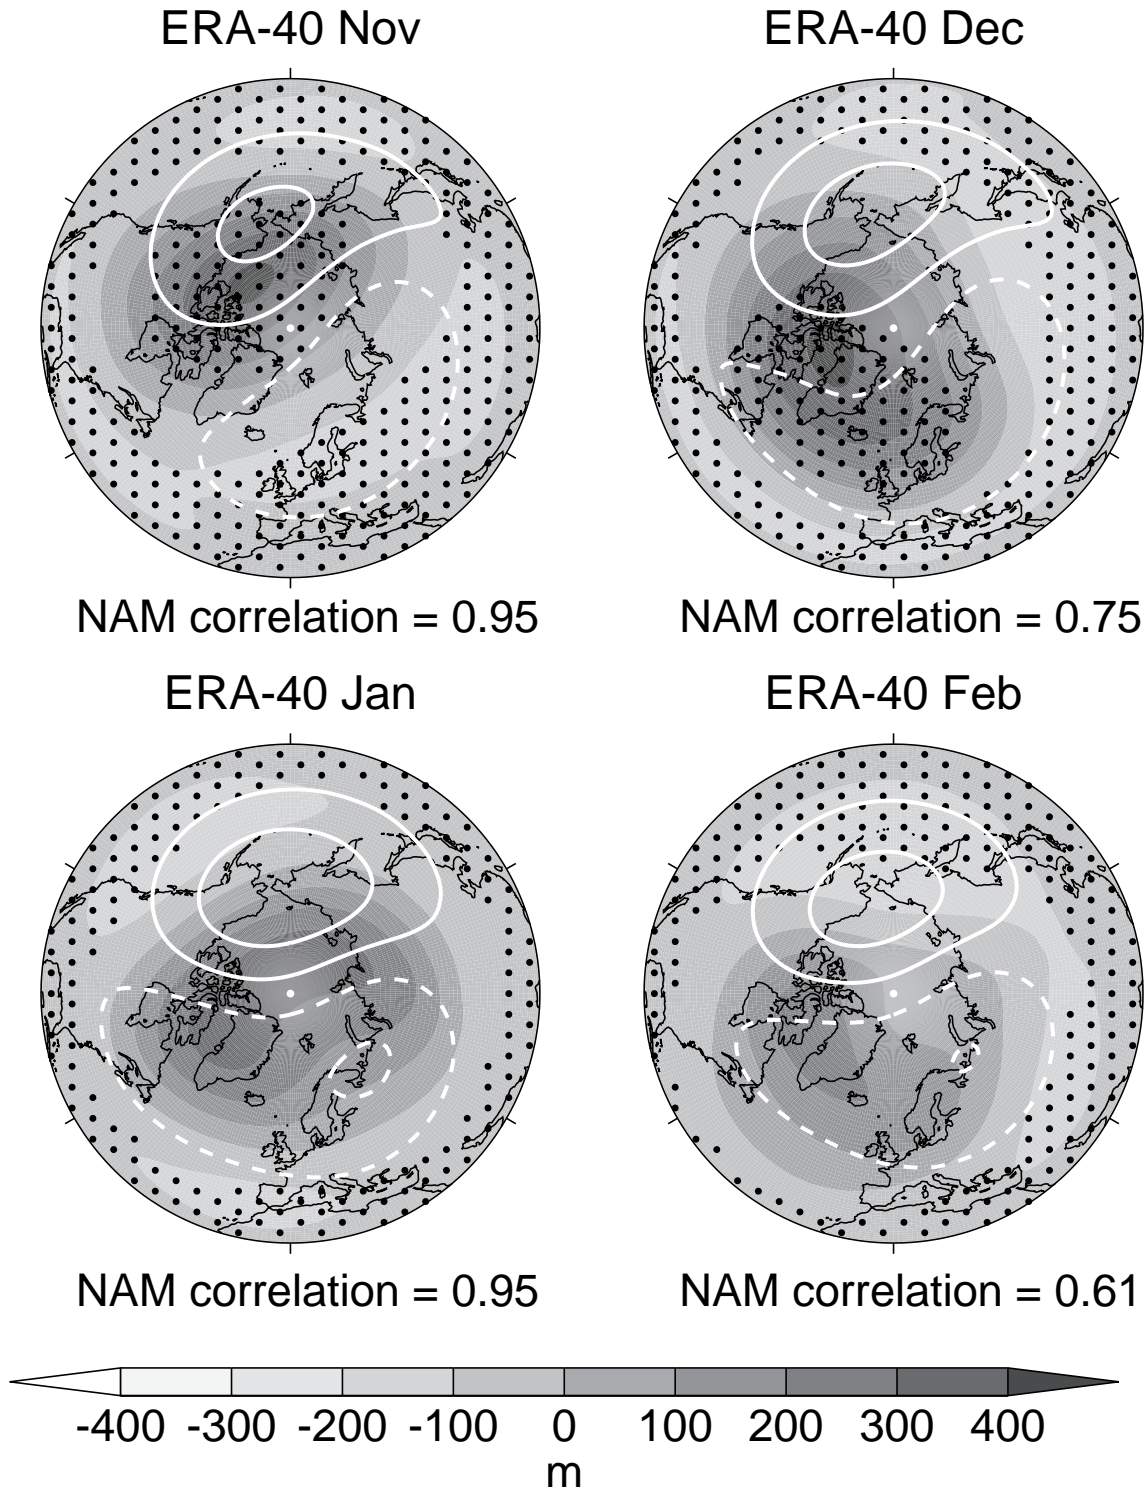 ERA-40 Nov
ERA-40 Dec
NAM correlation = 0.95
NAM correlation = 0.75
ERA-40 Jan
ERA-40 Feb
NAM correlation = 0.95
NAM correlation = 0.61
-400 -300 -200 -100 0 100 200 300 400
m